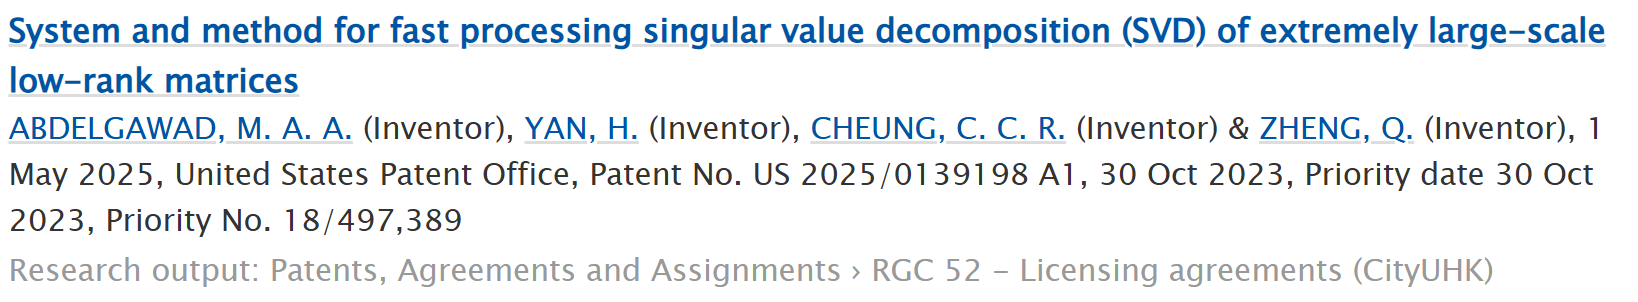 System and method for fast processing singular value decomposition (SVD) of extremely large-scale
low-rank matrices
ABDELGAWAD, M. A. A. (Inventor), YAN, H. (Inventor), CHEUNG, C. C. R. (Inventor) & ZHENG, Q. (Inventor), 1
May 2025, United States Patent Office, Patent No. US 2025/0139198 A1, 30 Oct 2023, Priority date 30 Oct
2023, Priority No. 18/497,389
Research output: Patents, Agreements and Assignments › RGC 52 - Licensing agreements (CityUHK)